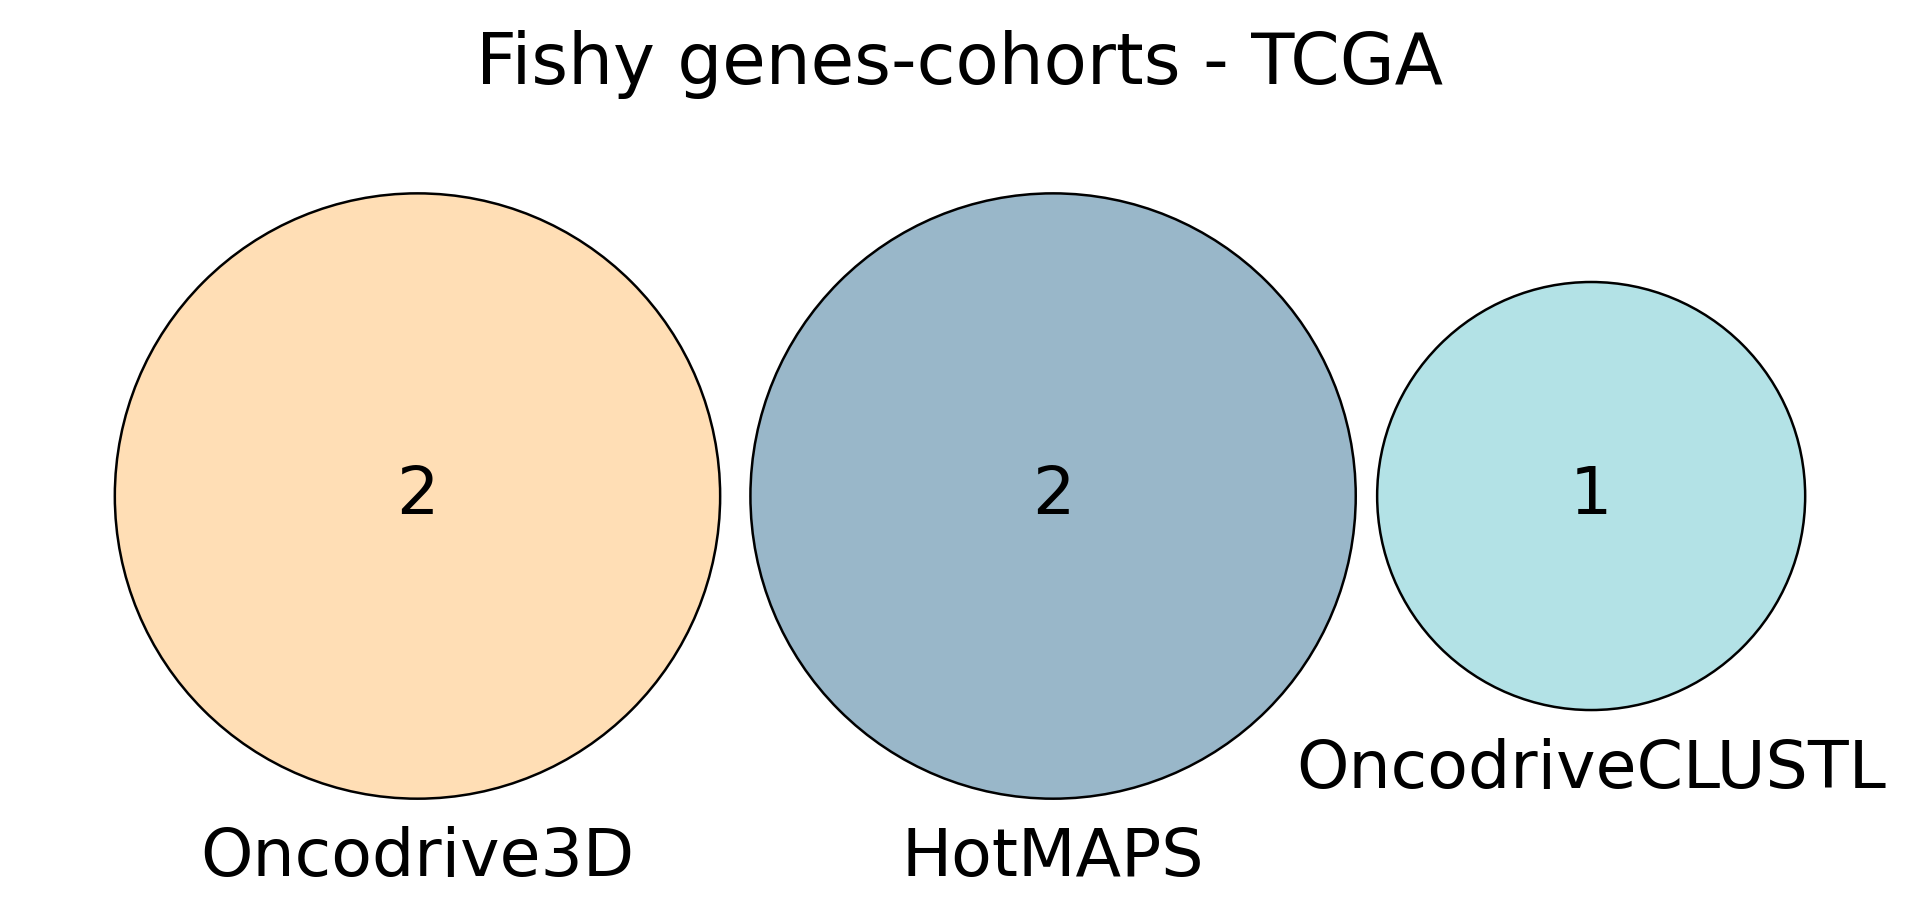 Fishy genes-cohorts - TCGA
2
2
1
OncodriveCLUSTL
Oncodrive3D
HotMAPS